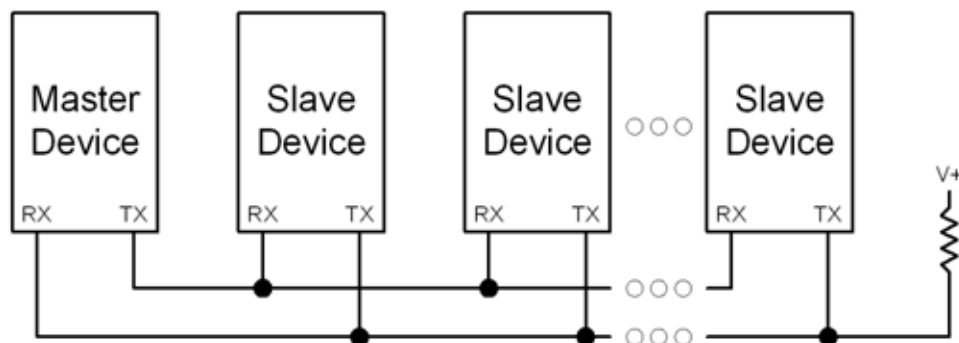 Master
Device
Slave
Device
Slave
Device
Slave
Device
RX TX
RX TX
RX TX
RX TX
V+